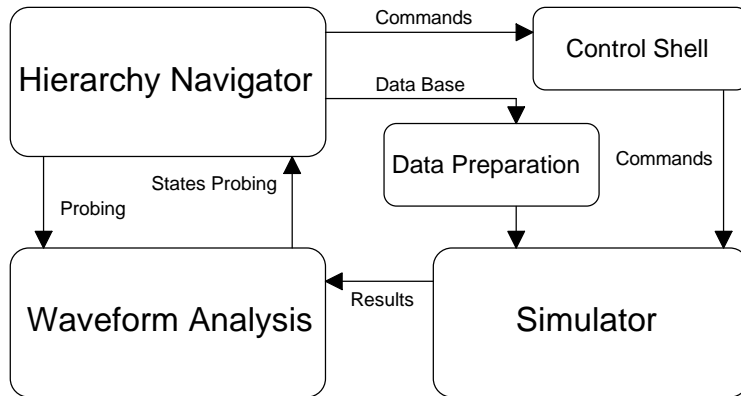 Commands
Control Shell
Hierarchy Navigator
Data Base
Data Preparation
Commands
States Probing
Probing
Results
Waveform Analysis
Simulator